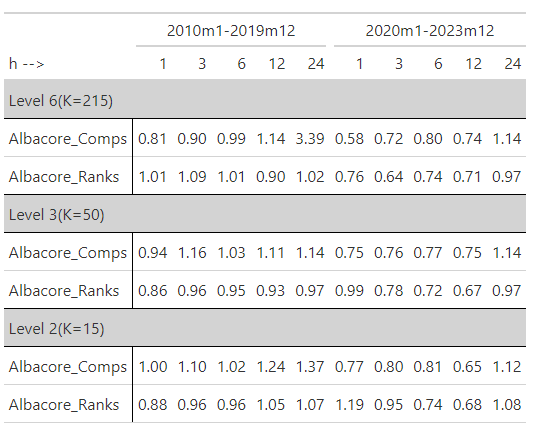 2010m1-2019m12 2020m1-2023m12
h --> 1 3 6 12 24 1 3 6 12 24
Level 6(K=215)
Albacore_Comps 0.81 0.90 0.99 1.14 3.39 0.58 0.72 0.80 0.74 1.14
Albacore_Ranks 1.01 1.09 1.01 0.90 1.02 0.76 0.64 0.74 0.71 0.97
Level 3(K=50)
Albacore_Comps 0.94 1.16 1.03 1.11 1.14 0.75 0.76 0.77 0.75 1.14
Albacore_Ranks 0.86 0.96 0.95 0.93 0.97 0.99 0.78 0.72 0.67 0.97
Level 2(K=15)
Albacore_Comps 1.00 1.10 1.02 1.24 1.37 0.77 0.80 0.81 0.65 1.12
Albacore_Ranks 0.88 0.96 0.96 1.05 1.07 1.19 0.95 0.74 0.68 1.08